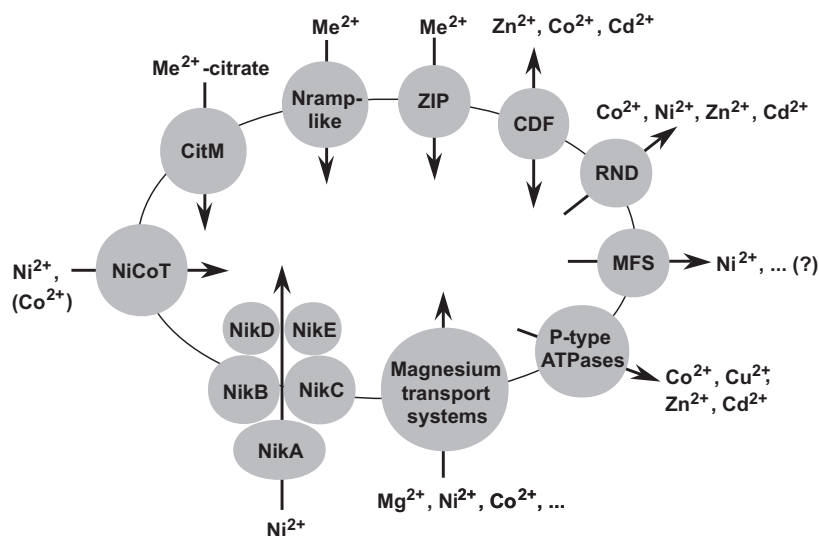 Me²⁺-citrate
Me²⁺
Me²⁺
Zn²⁺, Co²⁺, Cd²⁺
CitM
Nramp-
like
ZIP
CDF
Co²⁺, Ni²⁺, Zn²⁺, Cd²⁺
RND
Ni²⁺,
(Co²⁺)
NiCoT
MFS
Ni²⁺, ... (?)
NikD
NikE
NikB
NikC
NikA
Ni²⁺
Magnesium
transport
systems
Mg²⁺, Ni²⁺, Co²⁺, ...
P-type
ATPases
Co²⁺, Cu²⁺,
Zn²⁺, Cd²⁺